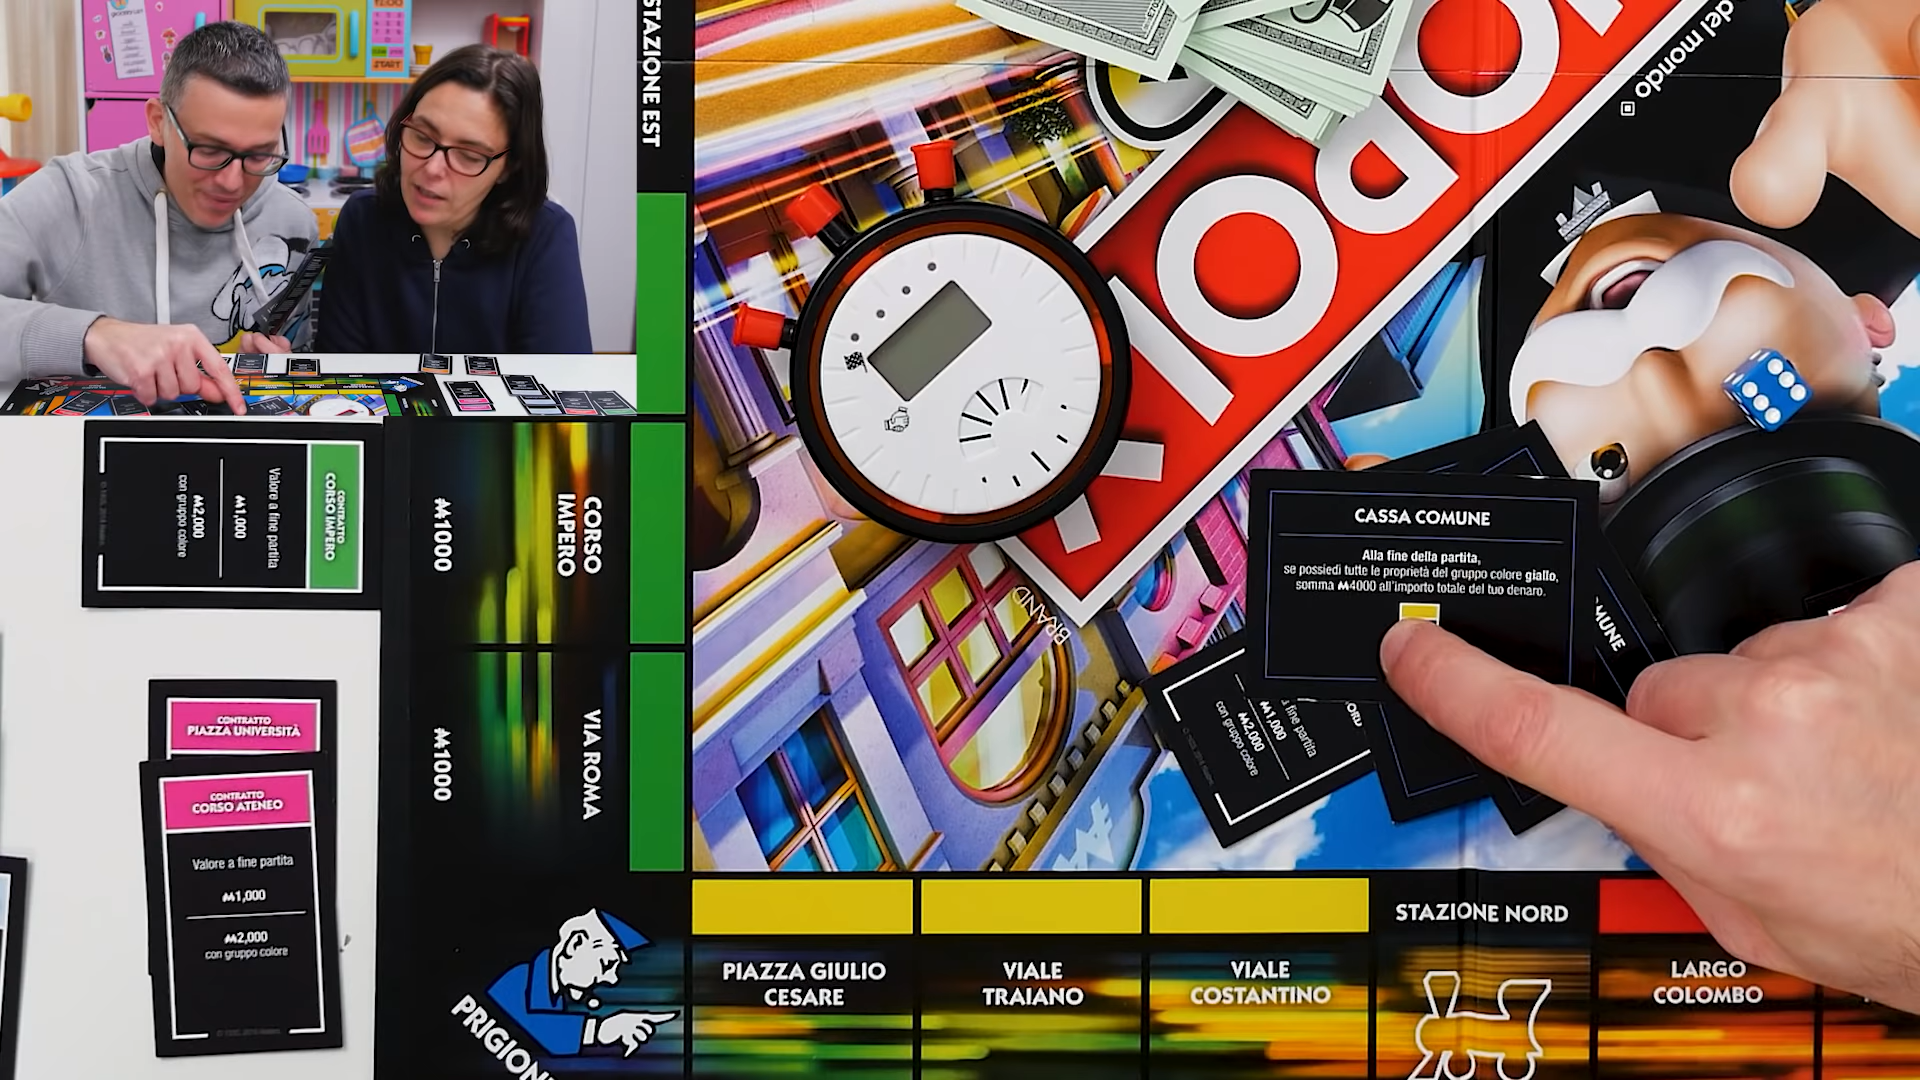 STAZIONE EST
del mondo
OPOLY
BRAND
CONTRATTO
CORSO IMPERO
Valore a fine partita
₩1,000
₩2,000
con gruppo colore
CORSO
IMPERO
₩1000
VIA ROMA
₩1000
CONTRATTO
PIAZZA UNIVERSITÀ
CONTRATTO
CORSO ATENEO
Valore a fine partita
₩1,000
₩2,000
con gruppo colore
CASSA COMUNE
Alla fine della partita,
se possiedi tutte le proprietà del gruppo colore giallo,
somma ₩4000 all'importo totale del tuo denaro.
MUNE
fine partita
₩1,000
₩2,000
con gruppo colore
PRIGION
PIAZZA GIULIO
CESARE
VIALE
TRAIANO
VIALE
COSTANTINO
STAZIONE NORD
LARGO
COLOMBO
START